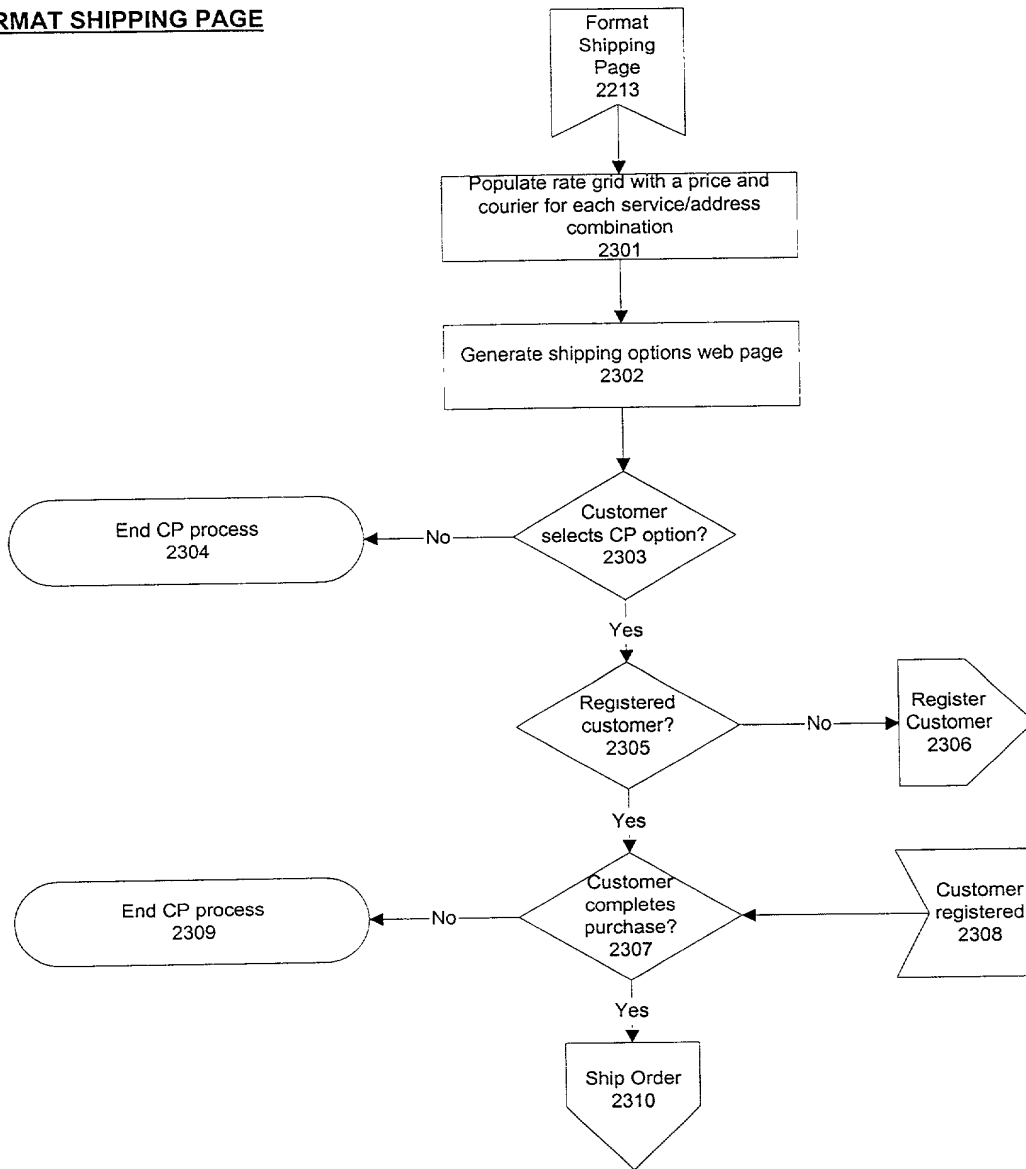 RMAT SHIPPING PAGE
Format
Shipping
Page
2213
Populate rate grid with a price and
courier for each service/address
combination
2301
Generate shipping options web page
2302
Customer
selects CP option?
2303
No
End CP process
2304
Yes
Registered
customer?
2305
No
Register
Customer
2306
Yes
Customer
completes
purchase?
2307
Customer
registered
2308
No
End CP process
2309
Yes
Ship Order
2310